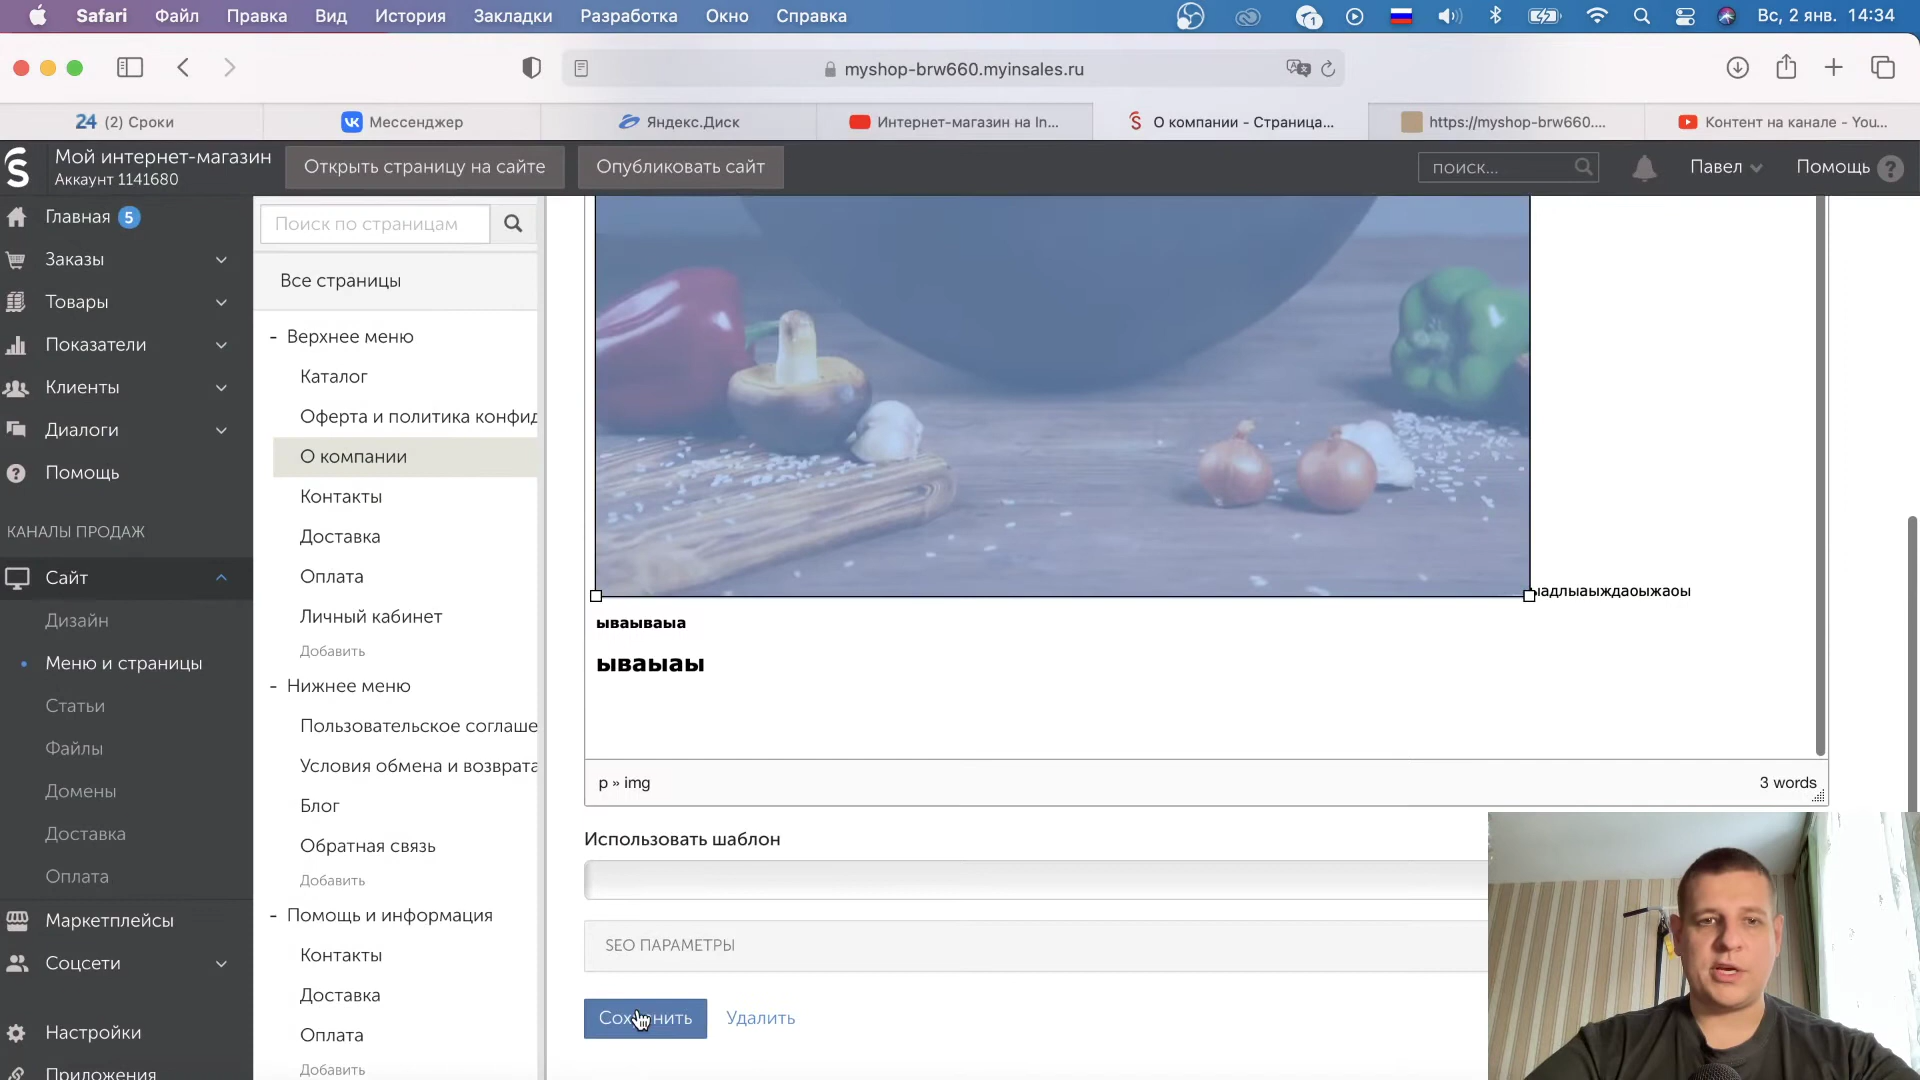 Safari Файл Правка Вид История Закладки Разработка Окно Справка 1 Вс, 2 янв. 14:34
myshop-brw660.myinsales.ru
24 (2) Сроки
Мессенджер
Яндекс.Диск
Интернет-магазин на In...
О компании - Страница...
https://myshop-brw660....
Контент на канале - You...
Мой интернет-магазин
Аккаунт 1141680
Открыть страницу на сайте
Опубликовать сайт
поиск...
Павел
Помощь
Главная 5
Заказы
Товары
Показатели
Клиенты
Диалоги
Помощь
КАНАЛЫ ПРОДАЖ
Сайт
Дизайн
Меню и страницы
Статьи
Файлы
Домены
Доставка
Оплата
Маркетплейсы
Соцсети
Настройки
Приложения
Поиск по страницам
Все страницы
- Верхнее меню
Каталог
Оферта и политика конфид
О компании
Контакты
Доставка
Оплата
Личный кабинет
Добавить
- Нижнее меню
Пользовательское соглаше
Условия обмена и возврата
Блог
Обратная связь
Добавить
- Помощь и информация
Контакты
Доставка
Оплата
Добавить
ыадлыаыждаоыжаоы
ываываыа
ываыаы
p » img
3 words
Использовать шаблон
SEO ПАРАМЕТРЫ
Сохранить
Удалить